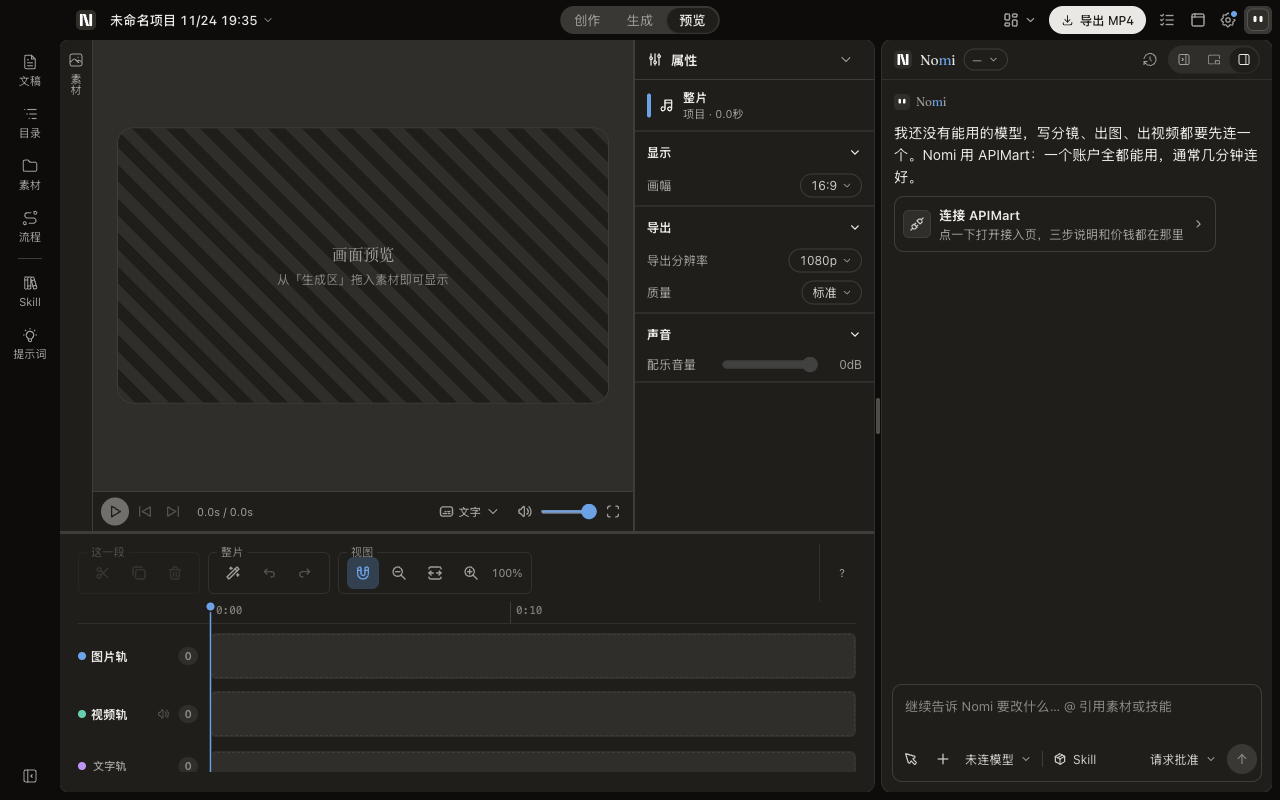 未命名项目 11/24 19:35
创作
生成
预览
导出 MP4
文稿
目录
素材
流程
Skill
提示词
素材
画面预览
从「生成区」拖入素材即可显示
0.0s / 0.0s
文字
属性
整片
项目 · 0.0秒
显示
画幅
16:9
导出
导出分辨率
1080p
质量
标准
声音
配乐音量
0dB
这一段
整片
视图
100%
?
0:00
0:10
图片轨
0
视频轨
0
文字轨
0
Nomi
—
Nomi
我还没有能用的模型，写分镜、出图、出视频都要先连一
个。Nomi 用 APIMart：一个账户全都能用，通常几分钟连
好。
连接 APIMart
点一下打开接入页，三步说明和价钱都在那里
继续告诉 Nomi 要改什么... @ 引用素材或技能
未连模型
Skill
请求批准